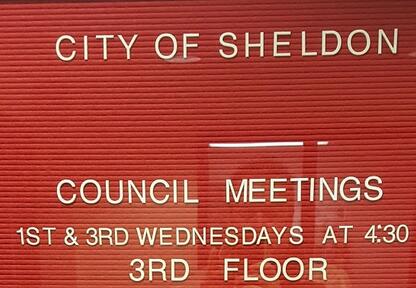 CITY OF SHELDON
COUNCIL MEETINGS
1ST & 3RD WEDNESDAYS AT 4:30
3RD FLOOR